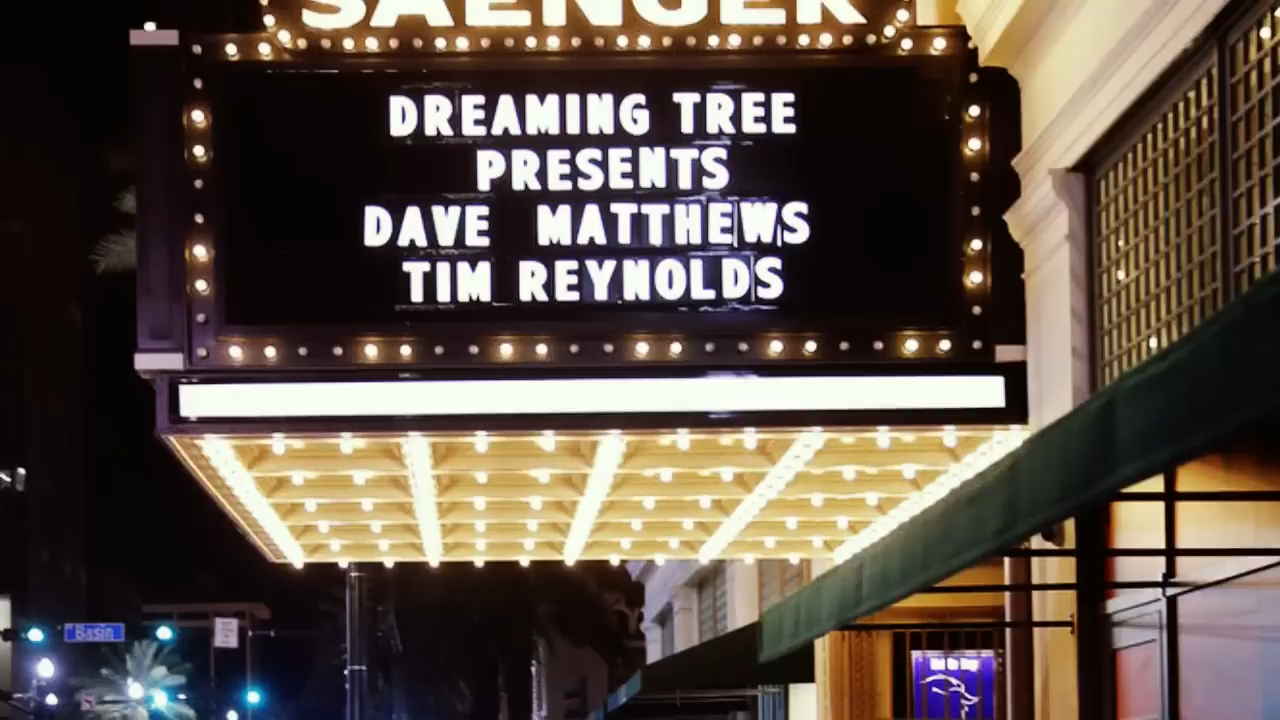 SAENGER
DREAMING TREE
PRESENTS
DAVE MATTHEWS
TIM REYNOLDS
Basin